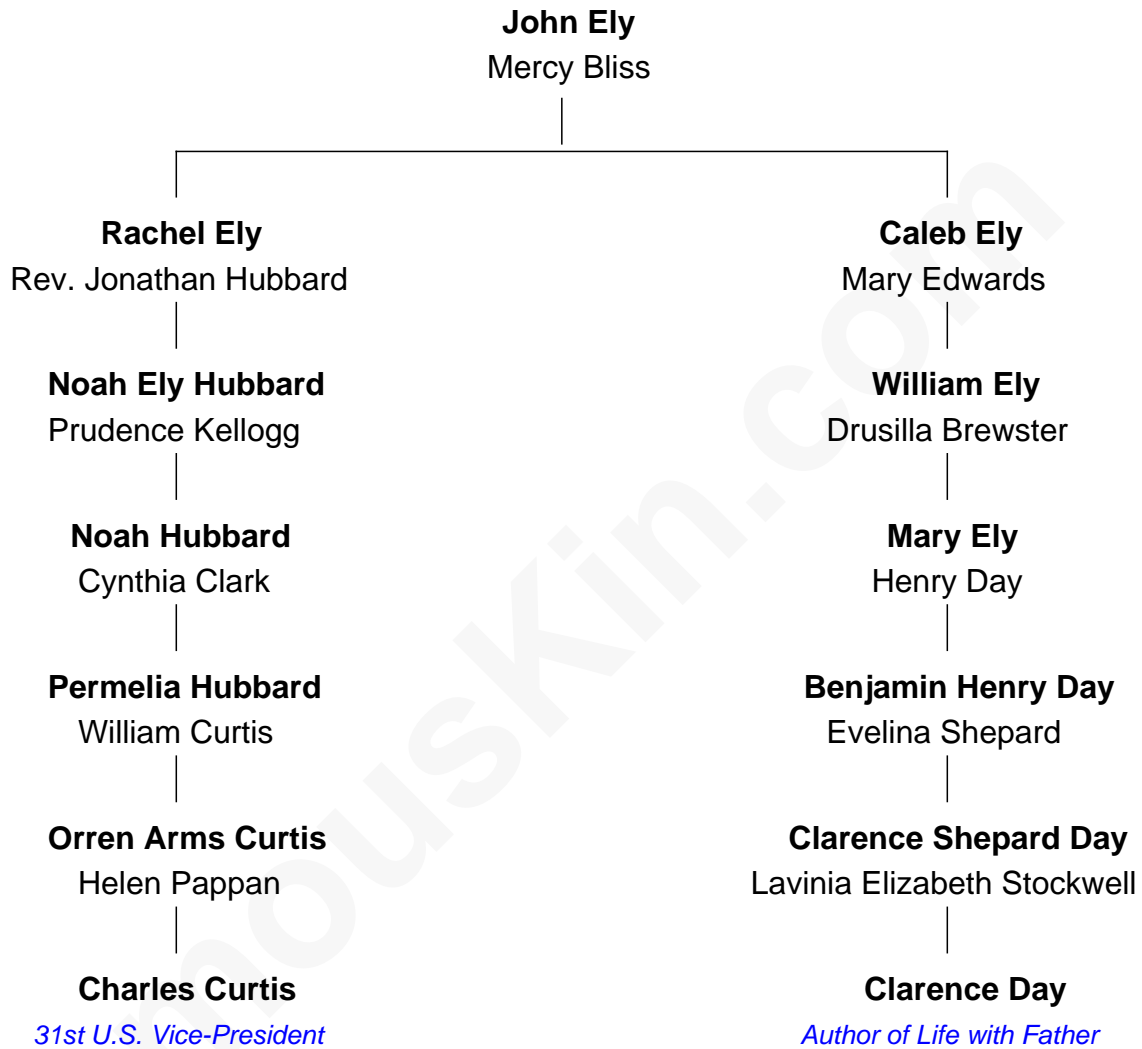 John Ely
Mercy Bliss
Rachel Ely
Rev. Jonathan Hubbard
Caleb Ely
Mary Edwards
Noah Ely Hubbard
Prudence Kellogg
William Ely
Drusilla Brewster
Noah Hubbard
Cynthia Clark
Mary Ely
Henry Day
Permelia Hubbard
William Curtis
Benjamin Henry Day
Evelina Shepard
Orren Arms Curtis
Helen Pappan
Clarence Shepard Day
Lavinia Elizabeth Stockwell
Charles Curtis
31st U.S. Vice-President
Clarence Day
Author of Life with Father
mousKin.com